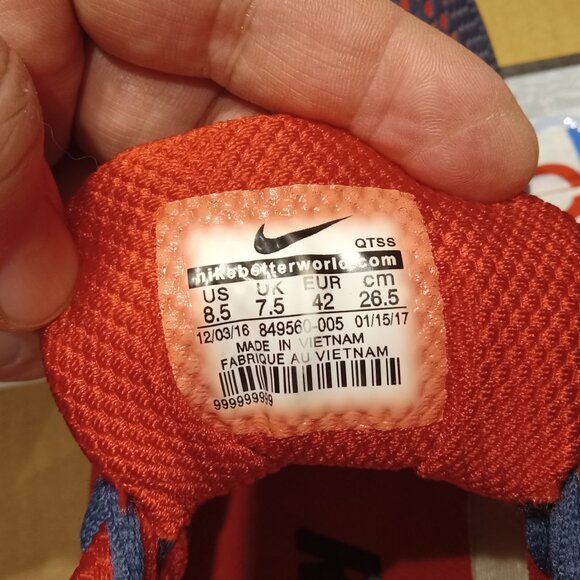 QTSS
nikebetterworld.com
US UK EUR cm
8.5 7.5 42 26.5
12/03/16 849560-005 01/15/17
MADE IN VIETNAM
FABRIQUE AU VIETNAM
999999999